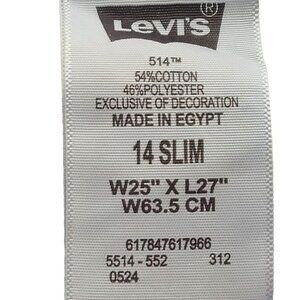 LEVI'S®
514™
54%COTTON
46%POLYESTER
EXCLUSIVE OF DECORATION
MADE IN EGYPT
14 SLIM
W25" X L27"
W63.5 CM
617847617966
5514 - 552 312
0524